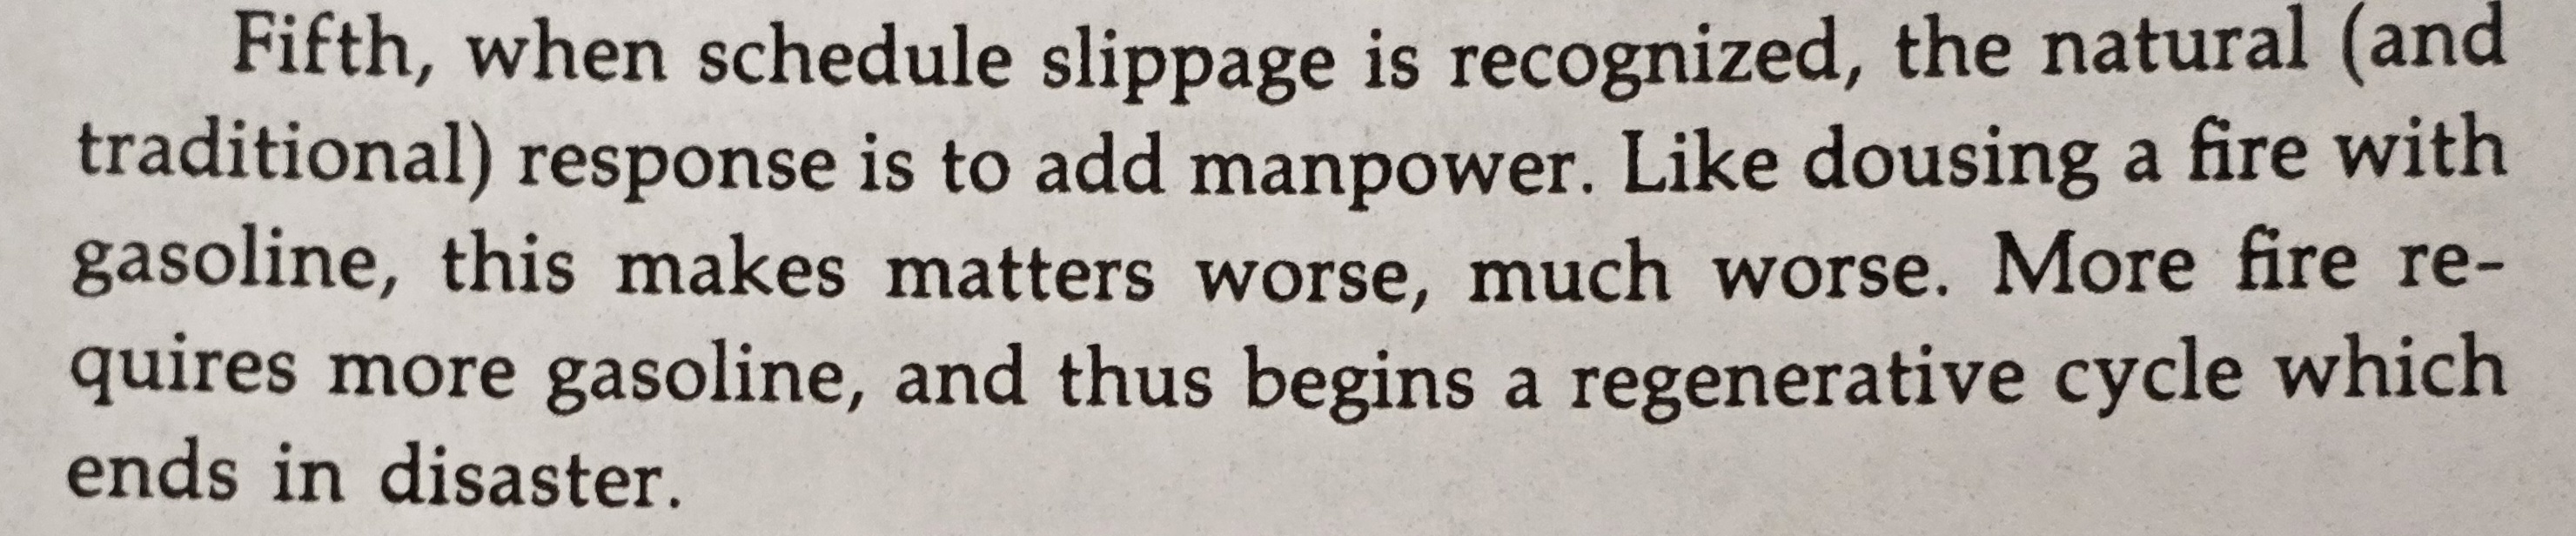 Fifth, when schedule slippage is recognized, the natural (and
traditional) response is to add manpower. Like dousing a fire with
gasoline, this makes matters worse, much worse. More fire re-
quires more gasoline, and thus begins a regenerative cycle which
ends in disaster.